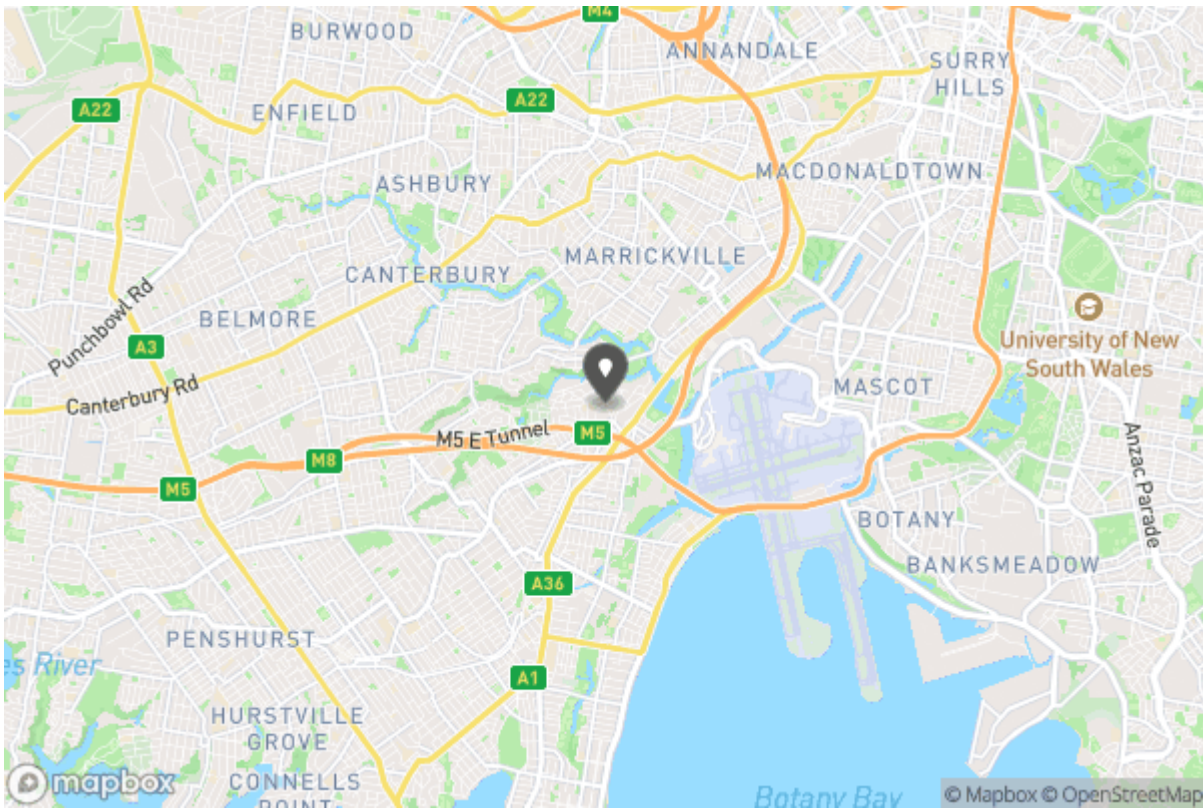 M4
BURWOOD
ANNANDALE
SURRY
HILLS
A22
A22
ENFIELD
MACDONALDTOWN
ASHBURY
MARRICKVILLE
CANTERBURY
Punchbowl Rd
BELMORE
University of New
South Wales
A3
MASCOT
Canterbury Rd
M5 E Tunnel
M5
M8
M5
Anzac Parade
BOTANY
BANKSMEADOW
A36
PENSHURST
es River
A1
HURSTVILLE
GROVE
CONNELLS
POINT
mapbox
Botany Bay
© Mapbox © OpenStreetMap